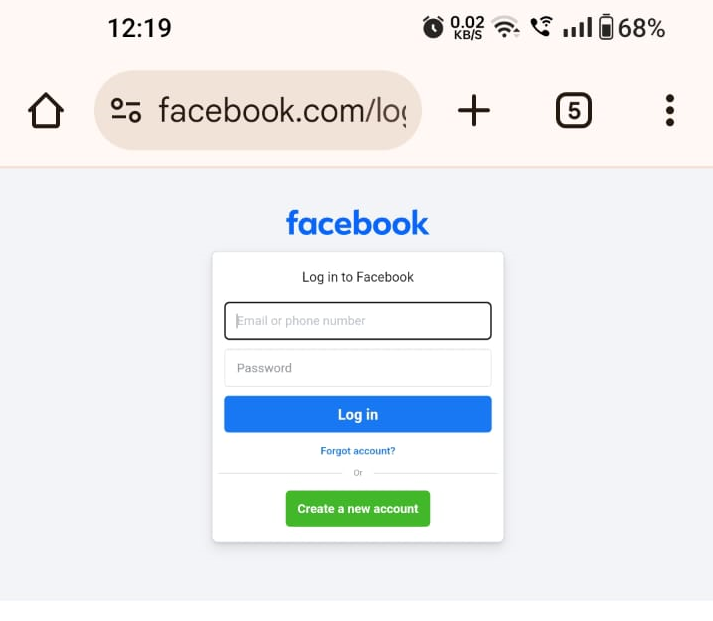 12:19
0.02
KB/S
68%
facebook.com/lo
5
facebook
Log in to Facebook
Email or phone number
Password
Log in
Forgot account?
Or
Create a new account